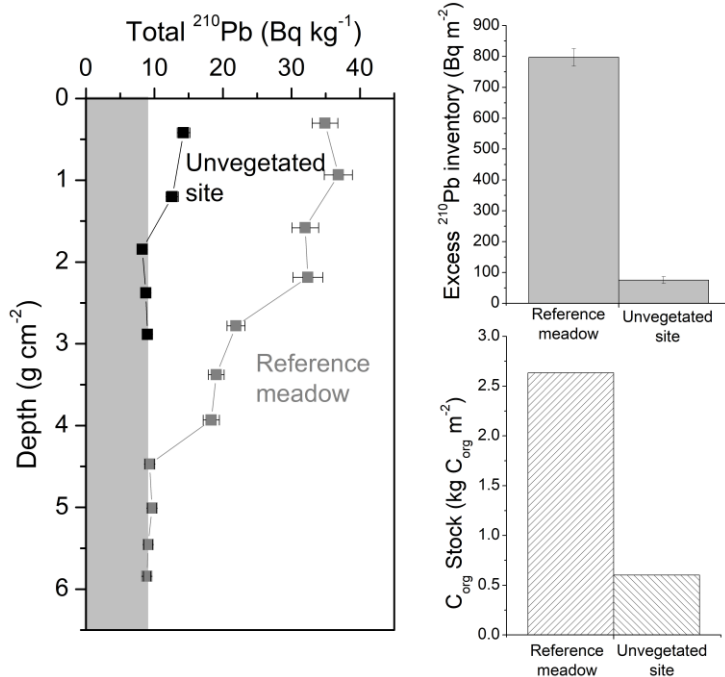 Total ²¹⁰Pb (Bq kg⁻¹)
0 10 20 30 40
0
1
2
3
4
5
6
Depth (g cm⁻²)
Unvegetated
site
Reference
meadow
Excess ²¹⁰Pb inventory (Bq m⁻²)
900
800
700
600
500
400
300
200
100
0
Reference
meadow
Unvegetated
site
C_org Stock (kg C_org m⁻²)
3.0
2.5
2.0
1.5
1.0
0.5
0.0
Reference
meadow
Unvegetated
site